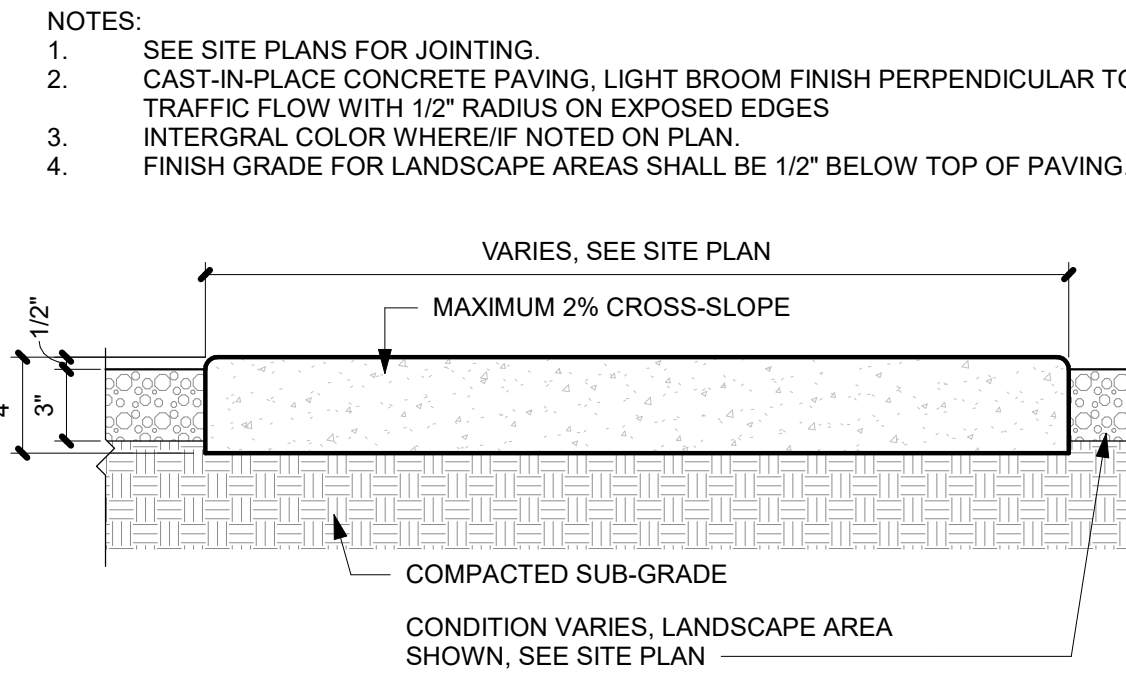 NOTES:
1. SEE SITE PLANS FOR JOINTING.
2. CAST-IN-PLACE CONCRETE PAVING, LIGHT BROOM FINISH PERPENDICULAR TO
TRAFFIC FLOW WITH 1/2" RADIUS ON EXPOSED EDGES
3. INTERGRAL COLOR WHERE/IF NOTED ON PLAN.
4. FINISH GRADE FOR LANDSCAPE AREAS SHALL BE 1/2" BELOW TOP OF PAVING.
VARIES, SEE SITE PLAN
MAXIMUM 2% CROSS-SLOPE
1/2"
3"
COMPACTED SUB-GRADE
CONDITION VARIES, LANDSCAPE AREA
SHOWN, SEE SITE PLAN